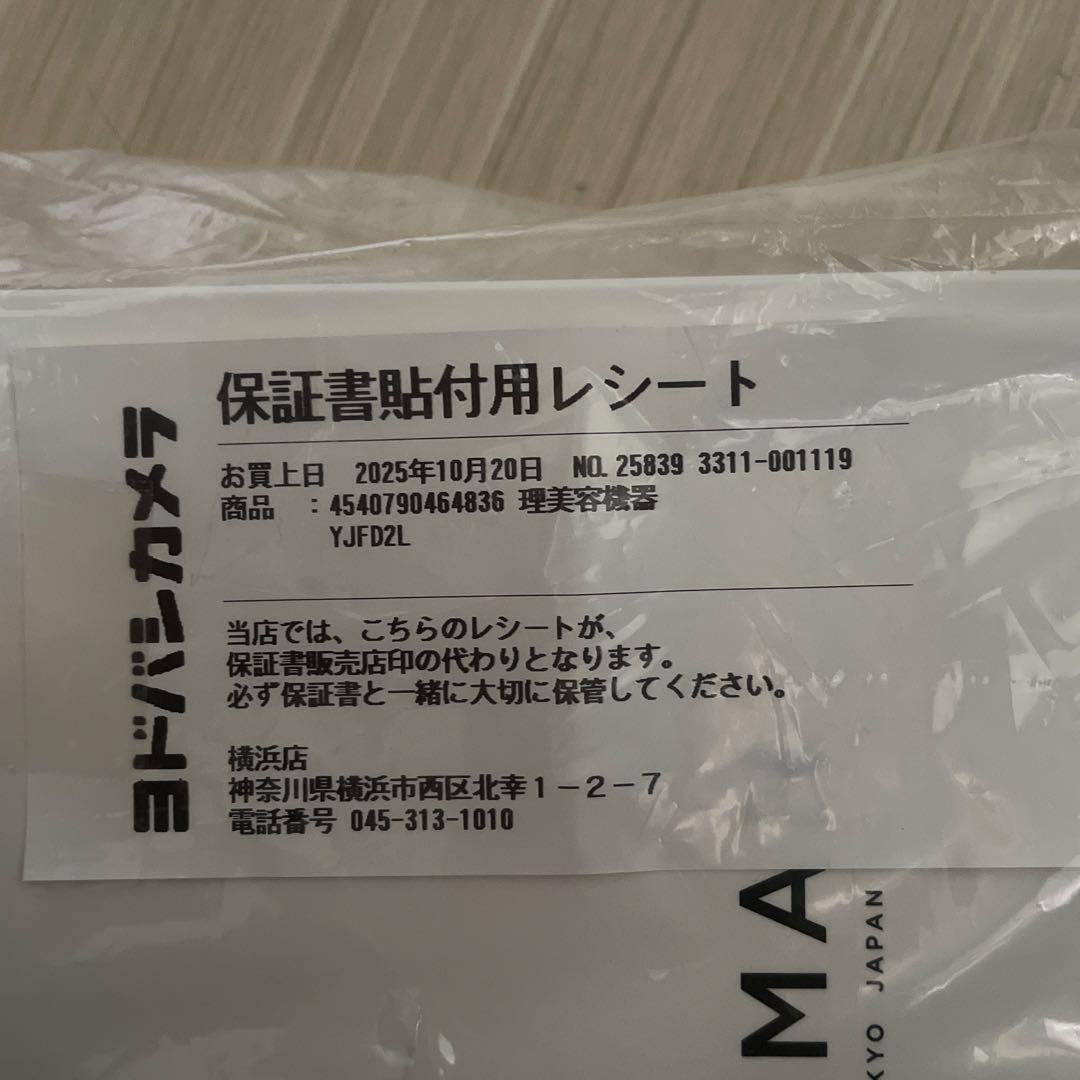 ヨドバシカメラ
保証書貼付用レシート
お買上日 2025年10月20日 NO.25839 3311-001119
商品 :4540790464836 理美容機器
YJFD2L
当店では、こちらのレシートが、
保証書販売店印の代わりとなります。
必ず保証書と一緒に大切に保管してください。
横浜店
神奈川県横浜市西区北幸1-2-7
電話番号 045-313-1010
MA
KYO JAPAN